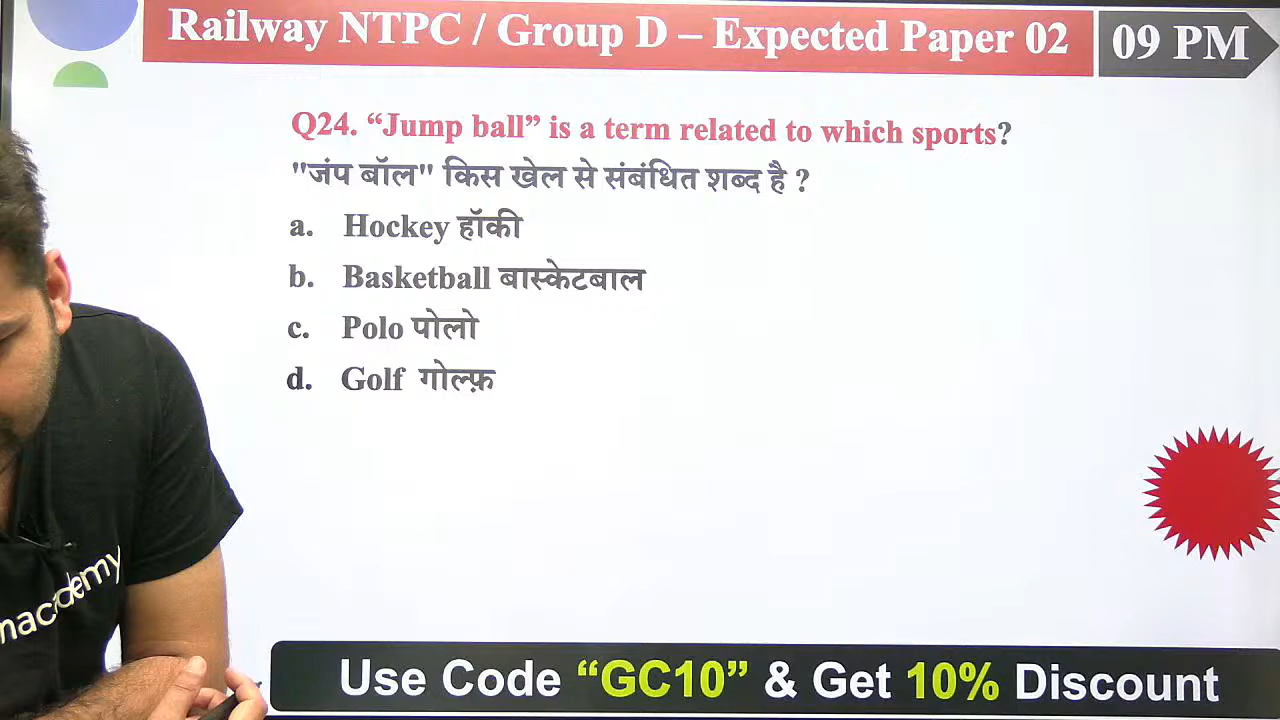 Railway NTPC / Group D – Expected Paper 02
09 PM
Q24. “Jump ball” is a term related to which sports?
"जंप बॉल" किस खेल से संबंधित शब्द है ?
a. Hockey हॉकी
b. Basketball बास्केटबाल
c. Polo पोलो
d. Golf गोल्फ़
nacademy
Use Code “GC10” & Get 10% Discount